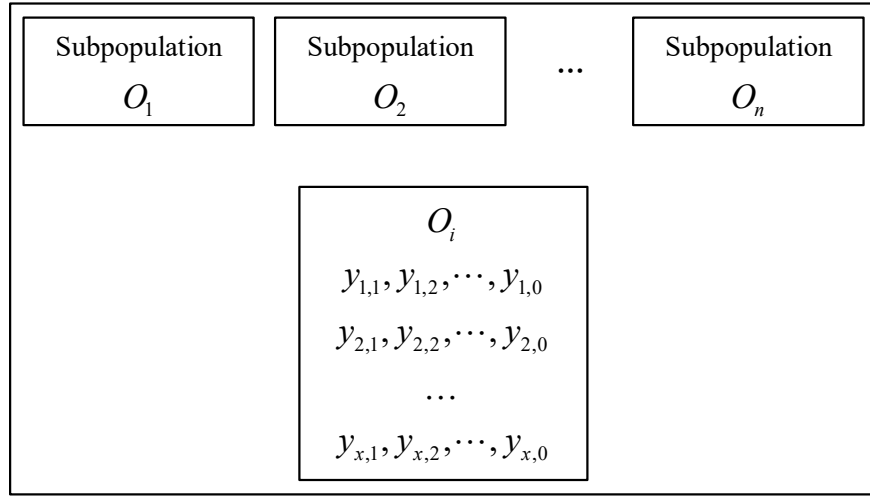 Subpopulation Subpopulation ... Subpopulation
O₁ O₂ Oₙ
Oᵢ
y₁,₁, y₁,₂, ⋯, y₁,₀
y₂,₁, y₂,₂, ⋯, y₂,₀
⋯
yₓ,₁, yₓ,₂, ⋯, yₓ,₀